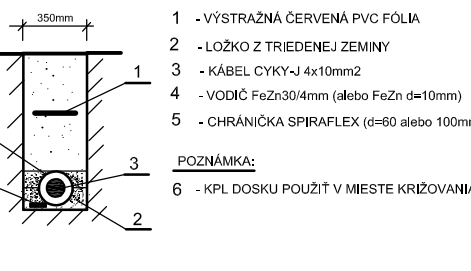 350mm
1 - VÝSTRAŽNÁ ČERVENÁ PVC FÓLIA
2 - LOŽKO Z TRIEDENEJ ZEMINY
3 - KÁBEL CYKY-J 4x10mm2
4 - VODIČ FeZn30/4mm (alebo FeZn d=10mm)
5 - CHRÁNIČKA SPIRAFLEX (d=60 alebo 100mm
POZNÁMKA:
6 - KPL DOSKU POUŽIŤ V MIESTE KRIŽOVANIA
1
3
2